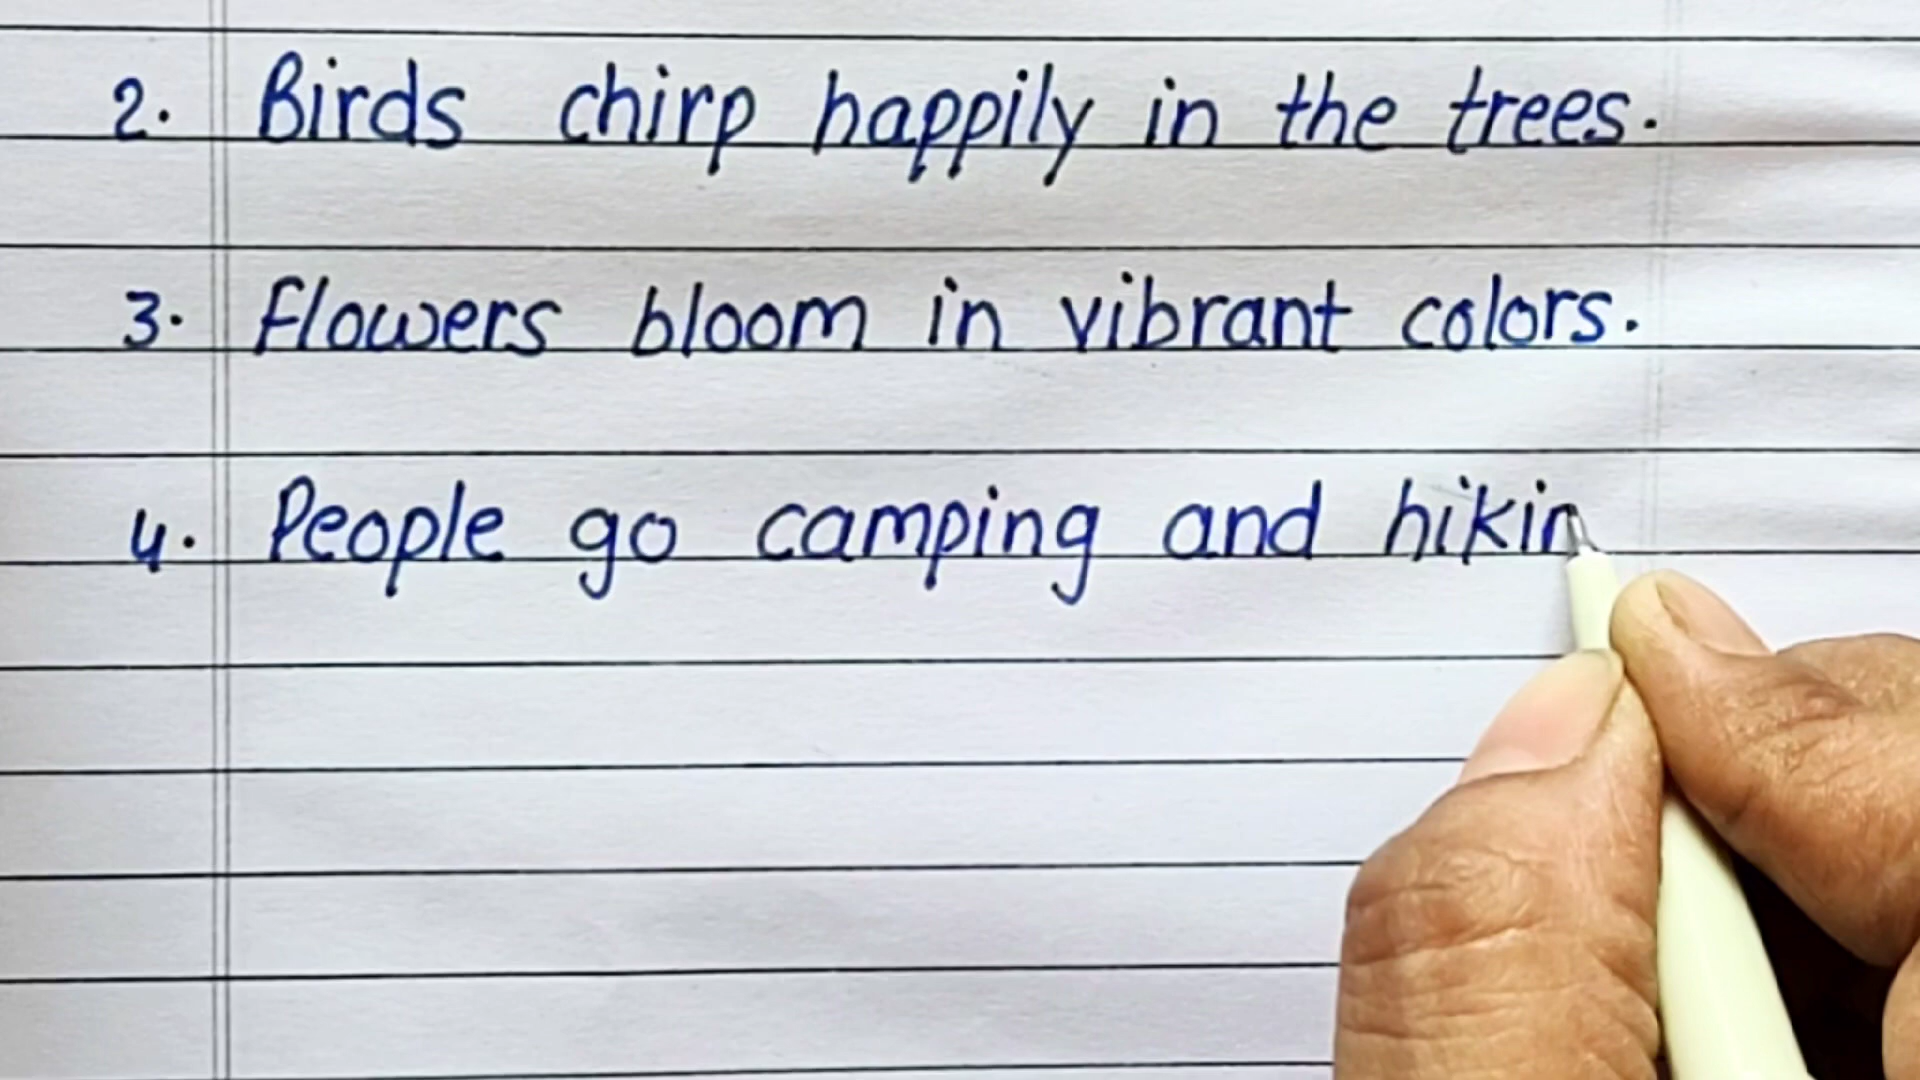 2. Birds chirp happily in the trees.
3. Flowers bloom in vibrant colors.
4. People go camping and hikin